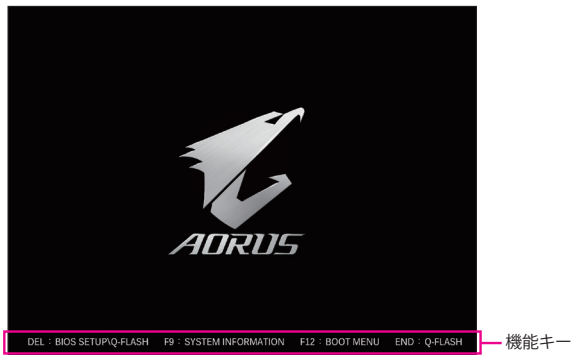 AORUS
DEL : BIOS SETUP\Q-FLASH F9 : SYSTEM INFORMATION F12 : BOOT MENU END : Q-FLASH
機能キー